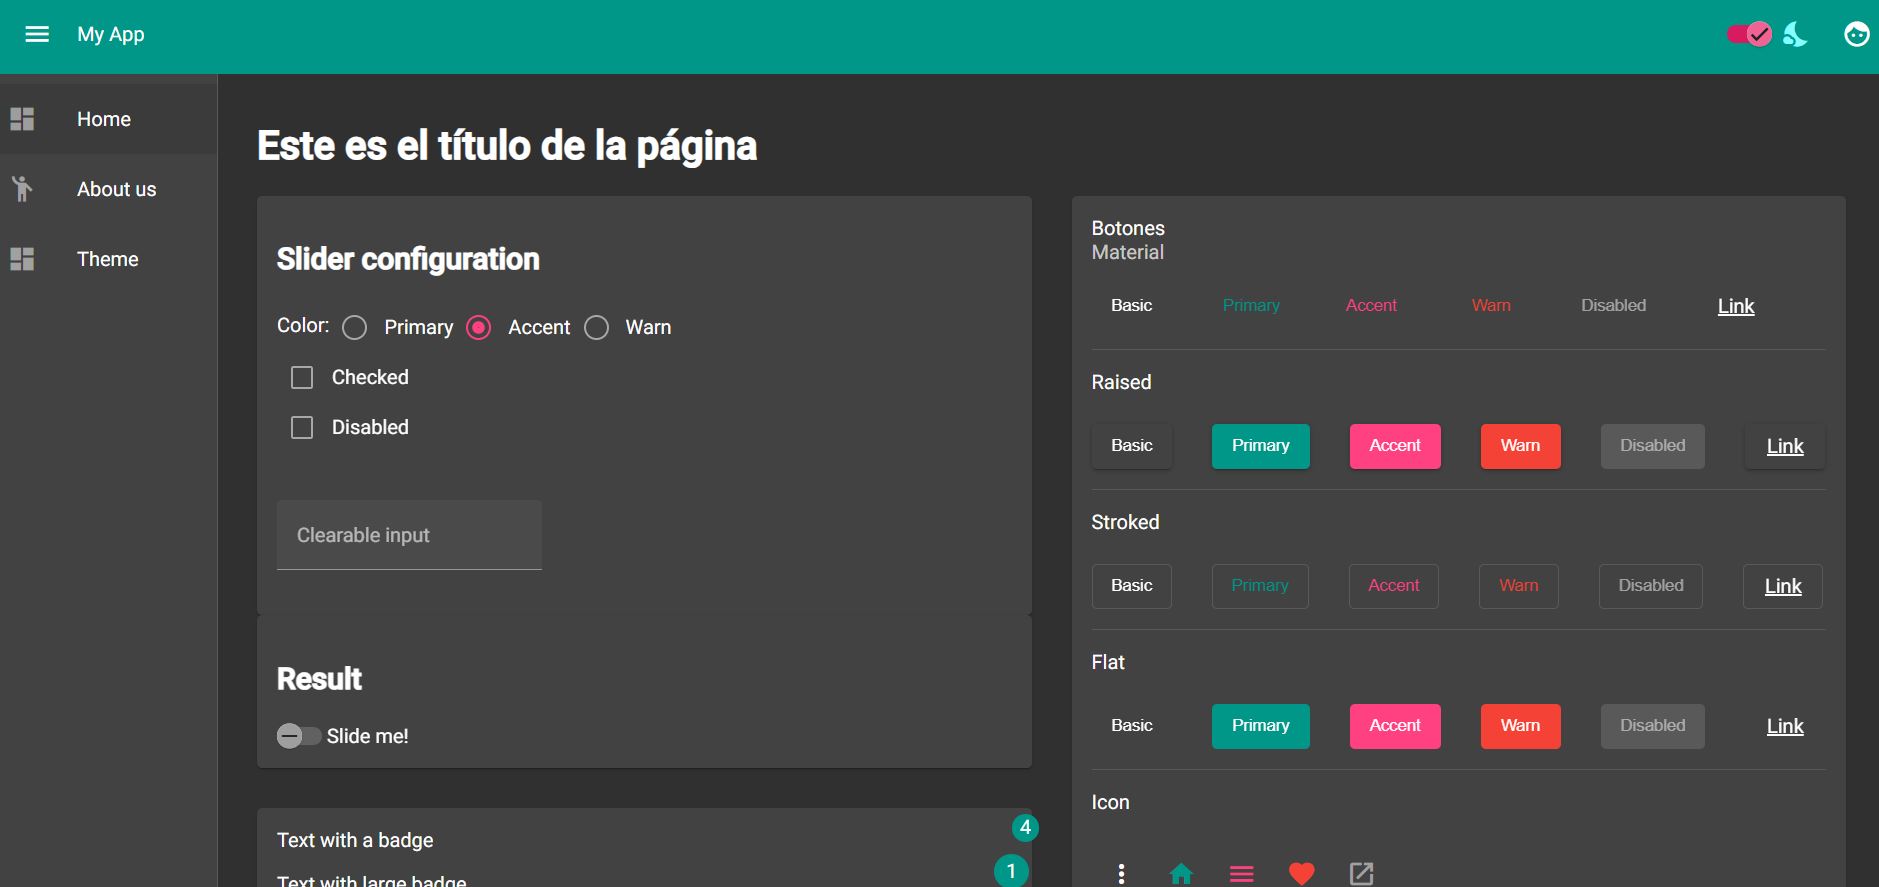 My App
Home
About us
Theme
Este es el título de la página
Slider configuration
Color: Primary Accent Warn
Checked
Disabled
Clearable input
Result
Slide me!
Text with a badge
4
Text with large badge
1
Botones
Material
Basic Primary Accent Warn Disabled Link
Raised
Basic Primary Accent Warn Disabled Link
Stroked
Basic Primary Accent Warn Disabled Link
Flat
Basic Primary Accent Warn Disabled Link
Icon